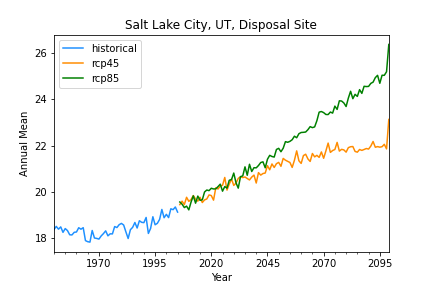 Salt Lake City, UT, Disposal Site
historical
rcp45
rcp85
Annual Mean
26
24
22
20
18
1970
1995
2020
2045
2070
2095
Year